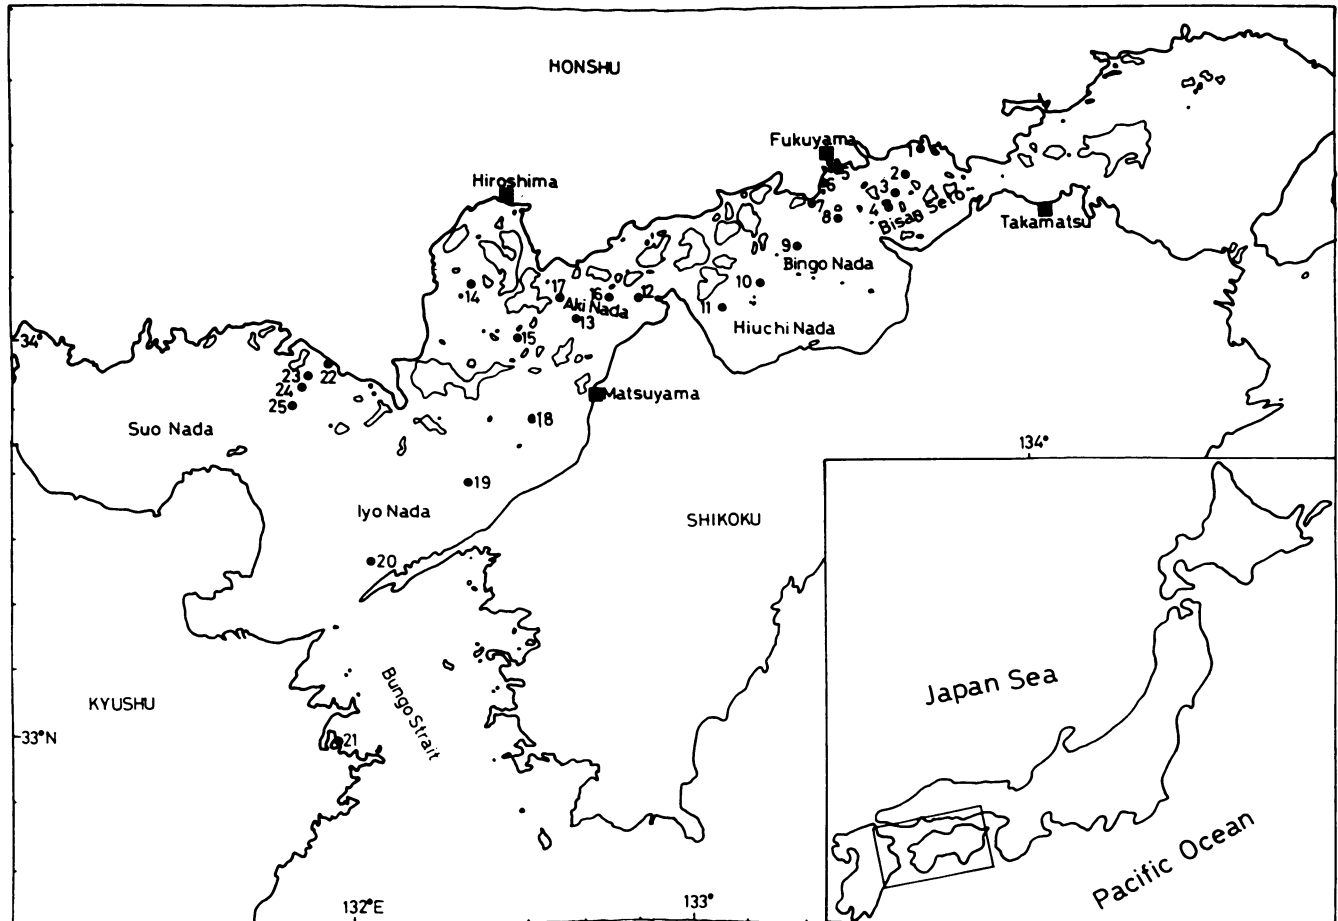 HONSHU
Fukuyama
1
5
2
6
3
Hiroshima
7
4
8
Bisan Seto
Takamatsu
9
Bingo Nada
14
17
16
12
10
Aki Nada
11
13
Hiuchi Nada
34°
15
23
22
24
25
Matsuyama
18
Suo Nada
134°
19
Iyo Nada
SHIKOKU
20
Bungo Strait
Japan Sea
KYUSHU
33°N
21
Pacific Ocean
132°E
133°